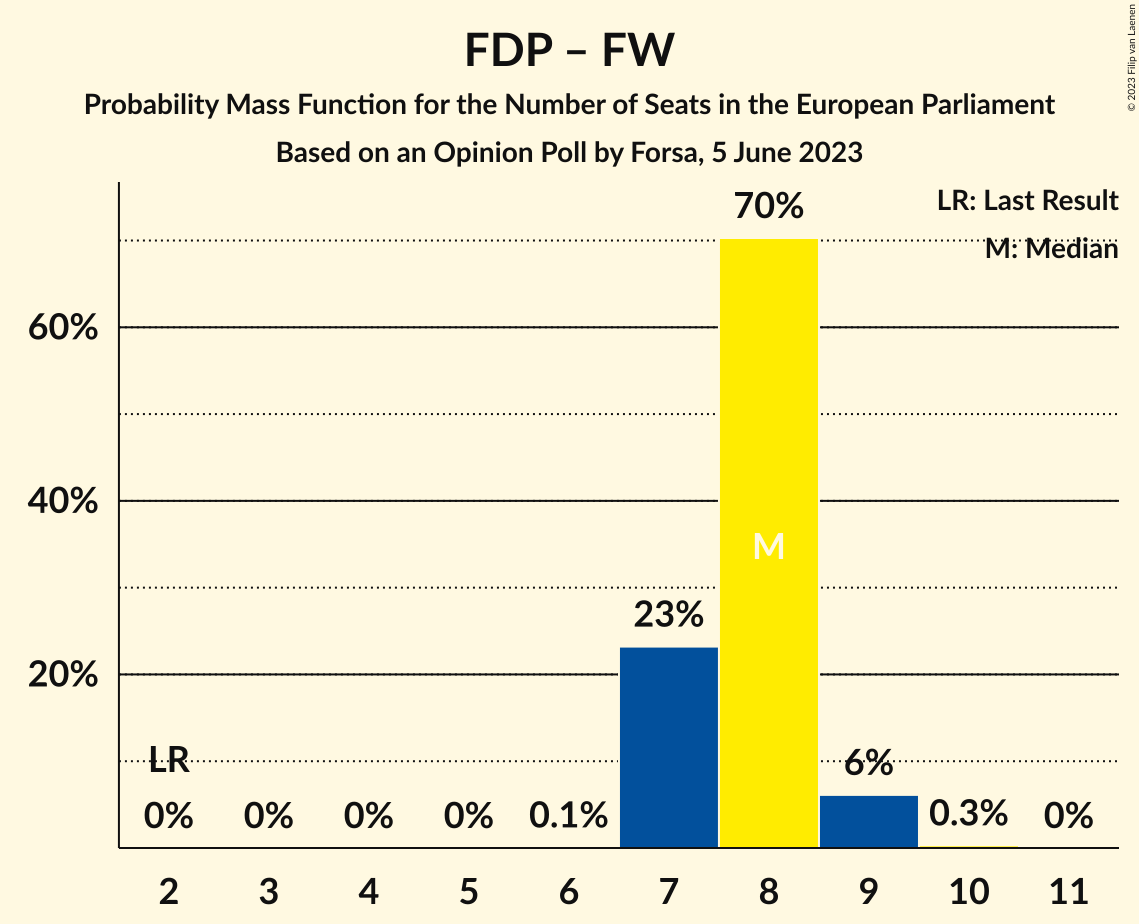 FDP – FW
Probability Mass Function for the Number of Seats in the European Parliament
Based on an Opinion Poll by Forsa, 5 June 2023
© 2023 Filip van Laenen
LR: Last Result
M: Median
70%
60%
40%
M
23%
20%
LR
6%
0% 0% 0% 0% 0.1% 0.3% 0%
2 3 4 5 6 7 8 9 10 11